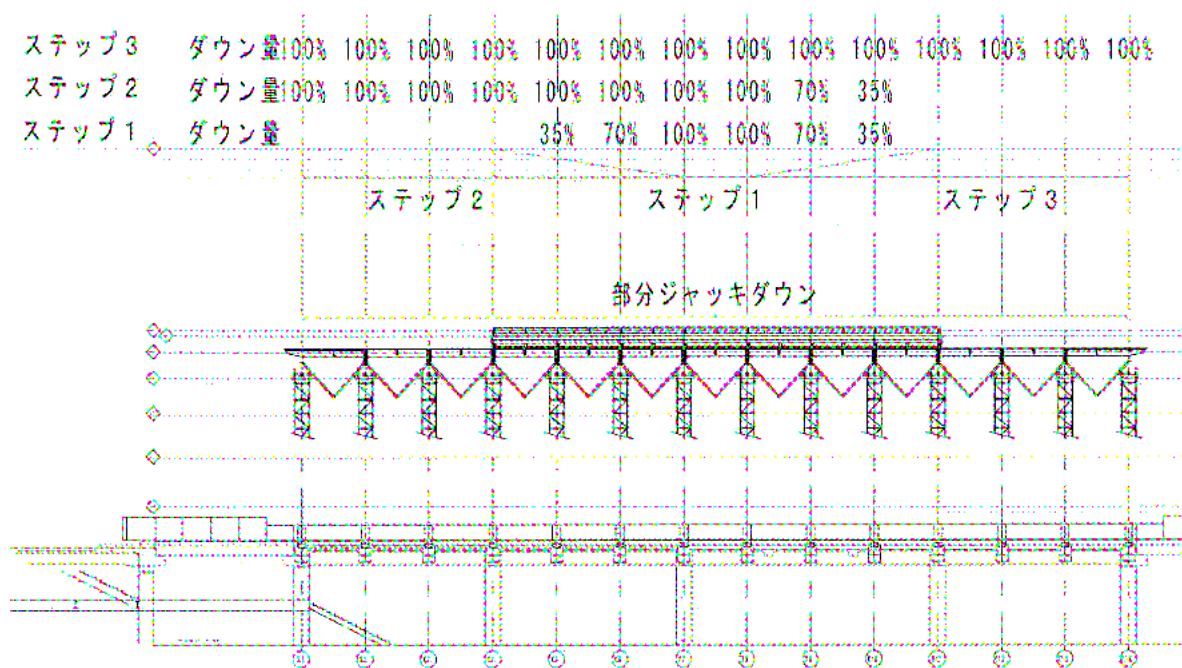 ステップ3 ダウン量100% 100% 100% 100% 100% 100% 100% 100% 100% 100% 100% 100% 100% 100%
ステップ2 ダウン量100% 100% 100% 100% 100% 100% 100% 100% 70% 35%
ステップ1 ダウン量 35% 70% 100% 100% 70% 35%
ステップ2 ステップ1 ステップ3
部分ジャッキダウン